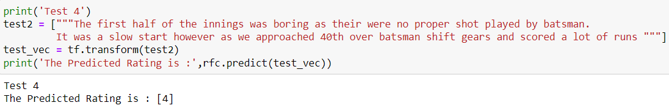 print('Test 4')
test2 = ["""The first half of the innings was boring as their were no proper shot played by batsman.
It was a slow start however as we approached 40th over batsman shift gears and scored a lot of runs """]
test_vec = tf.transform(test2)
print('The Predicted Rating is :',rfc.predict(test_vec))
Test 4
The Predicted Rating is : [4]